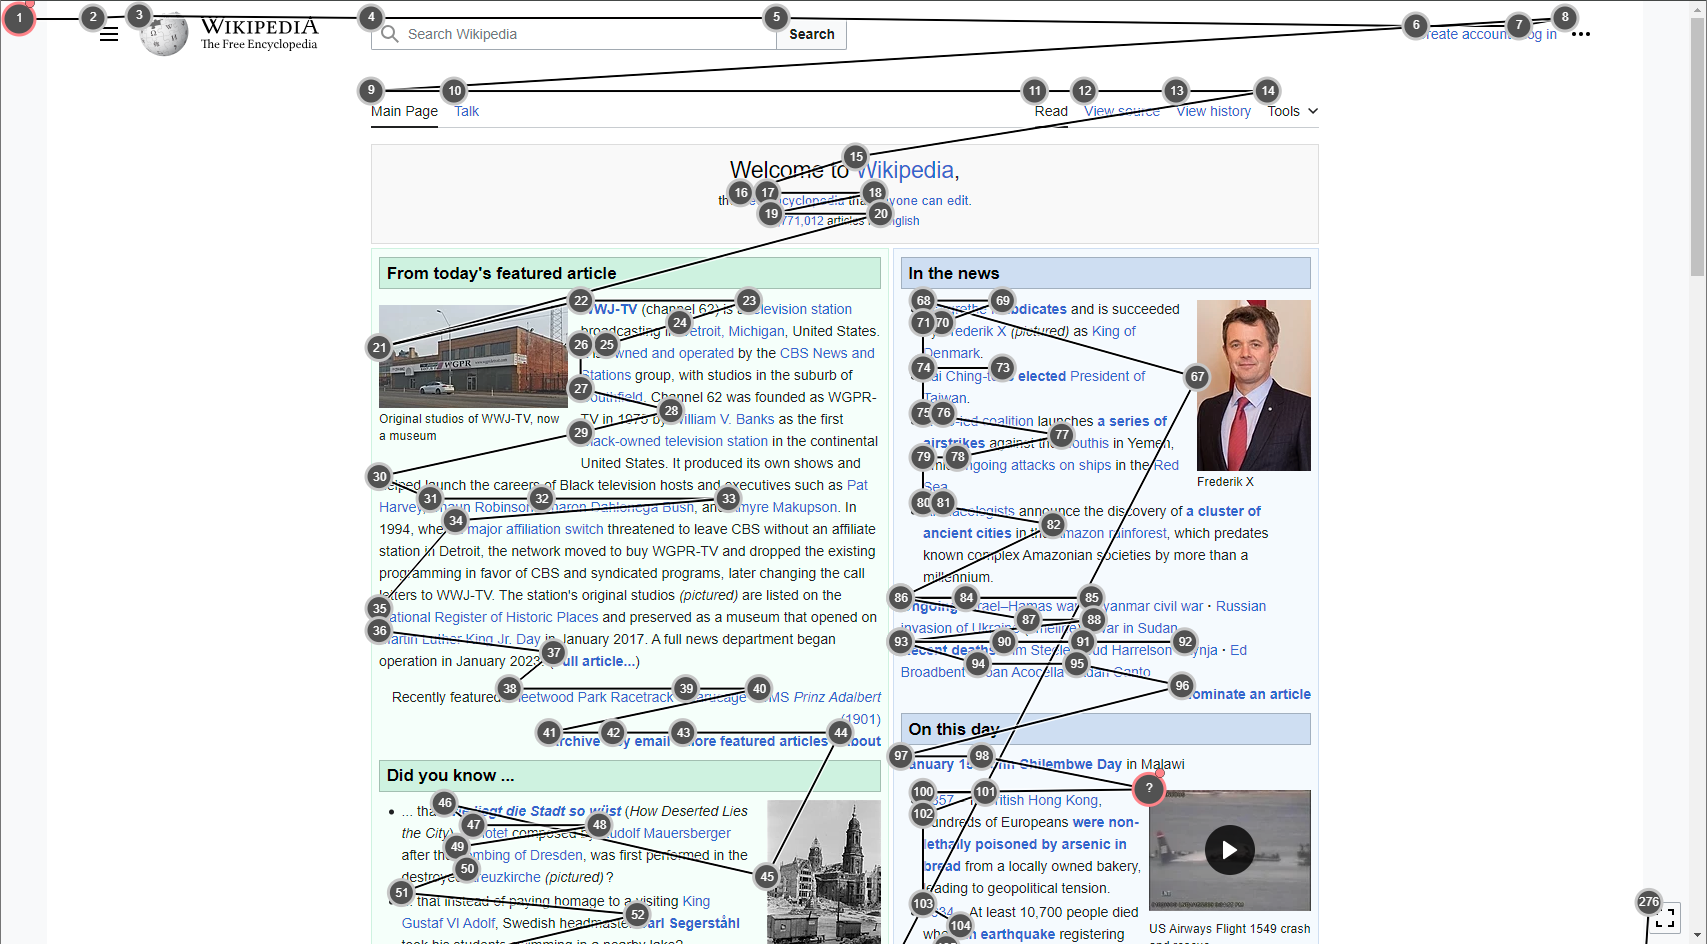 1
2
3
4
5
6
7
8
WIKIPEDIA
The Free Encyclopedia
Search Wikipedia
Search
Create account
Log in
9
10
11
12
13
14
Main Page
Talk
Read
View source
View history
Tools
15
Welcome to Wikipedia,
16
17
18
anyone can edit.
19
20
771,012 articles
English
From today's featured article
21
22
23
24
26
25
27
28
29
30
31
32
33
34
35
36
37
38
39
40
41
42
43
44
WGPR
Original studios of WWJ-TV, now
a museum
WWJ-TV (channel 62) is a television station
broadcasting in Detroit, Michigan, United States.
owned and operated by the CBS News and
Stations group, with studios in the suburb of
Southfield. Channel 62 was founded as WGPR-
TV in 1975 by William V. Banks as the first
Black-owned television station in the continental
United States. It produced its own shows and
helped launch the careers of Black television hosts and executives such as Pat
Harvey, Shaun Robinson, Sharon Dahlonega Bush, and Amyre Makupson. In
1994, when a major affiliation switch threatened to leave CBS without an affiliate
station in Detroit, the network moved to buy WGPR-TV and dropped the existing
programming in favor of CBS and syndicated programs, later changing the call
letters to WWJ-TV. The station's original studios (pictured) are listed on the
National Register of Historic Places and preserved as a museum that opened on
Martin Luther King Jr. Day in January 2017. A full news department began
operation in January 2023. (Full article...)
Recently featured: Fleetwood Park Racetrack SMS Prinz Adalbert
(1901)
Archive By email More featured articles About
Did you know ...
45
46
47
48
49
50
51
52
... that Wie liegt die Stadt so wüst (How Deserted Lies
the City), a motet composed by Rudolf Mauersberger
after the bombing of Dresden, was first performed in the
destroyed Kreuzkirche (pictured)?
... that instead of paying homage to a visiting King
Gustaf VI Adolf, Swedish headmaster Karl Segerståhl
took his students swimming in a nearby lake?
In the news
67
68
69
71
70
74
73
75
76
77
79
78
80
81
82
86
84
85
87
88
93
90
91
92
94
95
96
Margrethe II abdicates and is succeeded
by Frederik X (pictured) as King of
Denmark.
Lai Ching-te is elected President of
Taiwan.
-led coalition launches a series of
airstrikes against the Houthis in Yemen,
amid ongoing attacks on ships in the Red
Sea.
Archaeologists announce the discovery of a cluster of
ancient cities in the Amazon rainforest, which predates
known complex Amazonian societies by more than a
millennium.
Frederik X
Ongoing: Israel–Hamas war Myanmar civil war · Russian
invasion of Ukraine (timeline) War in Sudan
Recent deaths: Jim Steele Bud Harrelson · Ed
Broadbent Joan Acocella Canto
Nominate an article
On this day
97
98
?
100
101
102
103
104
January 15: John Chilembwe Day in Malawi
1857 – In British Hong Kong,
hundreds of Europeans were non-
lethally poisoned by arsenic in
bread from a locally owned bakery,
leading to geopolitical tension.
1934 – At least 10,700 people died
when an earthquake registering
US Airways Flight 1549 crash
and rescue
276